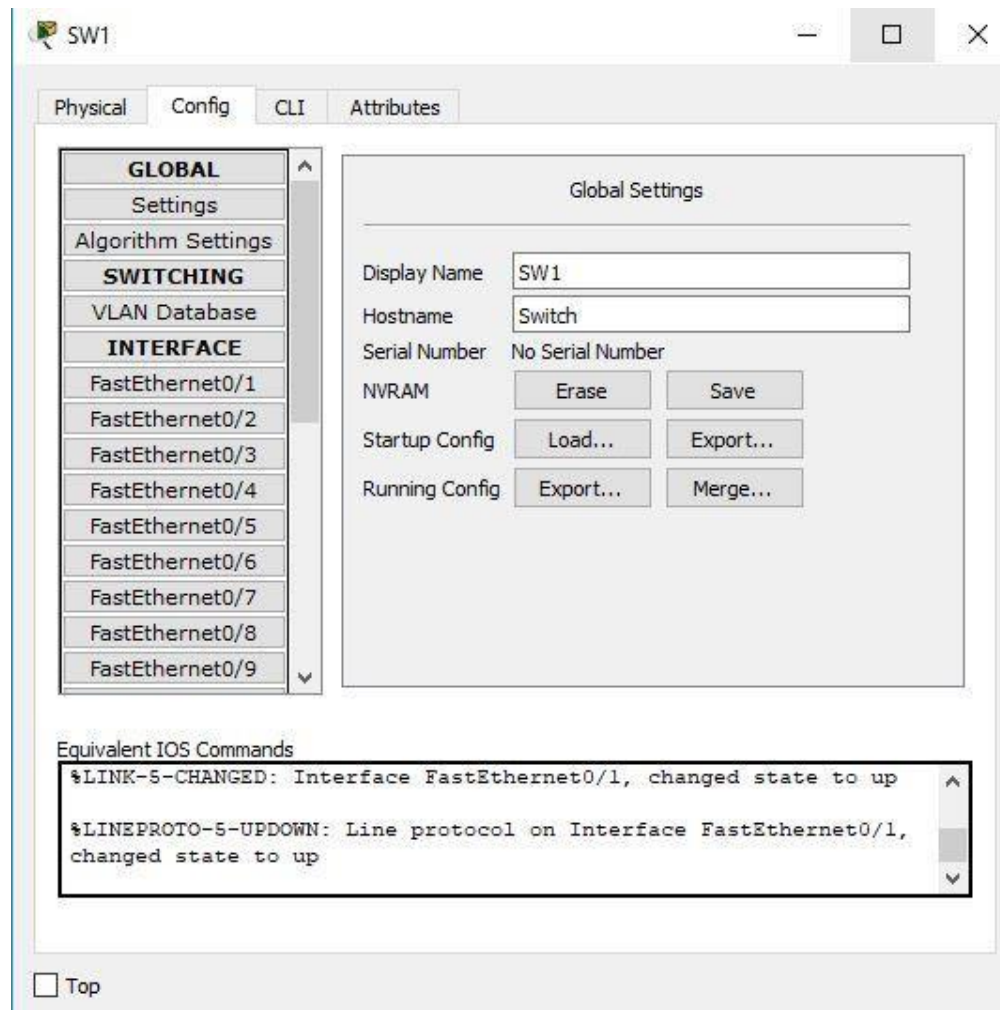 SW1
Physical Config CLI Attributes
GLOBAL
Settings
Algorithm Settings
SWITCHING
VLAN Database
INTERFACE
FastEthernet0/1
FastEthernet0/2
FastEthernet0/3
FastEthernet0/4
FastEthernet0/5
FastEthernet0/6
FastEthernet0/7
FastEthernet0/8
FastEthernet0/9
Global Settings
Display Name SW1
Hostname Switch
Serial Number No Serial Number
NVRAM Erase Save
Startup Config Load... Export...
Running Config Export... Merge...
Equivalent IOS Commands
%LINK-5-CHANGED: Interface FastEthernet0/1, changed state to up
%LINEPROTO-5-UPDOWN: Line protocol on Interface FastEthernet0/1,
changed state to up
Top